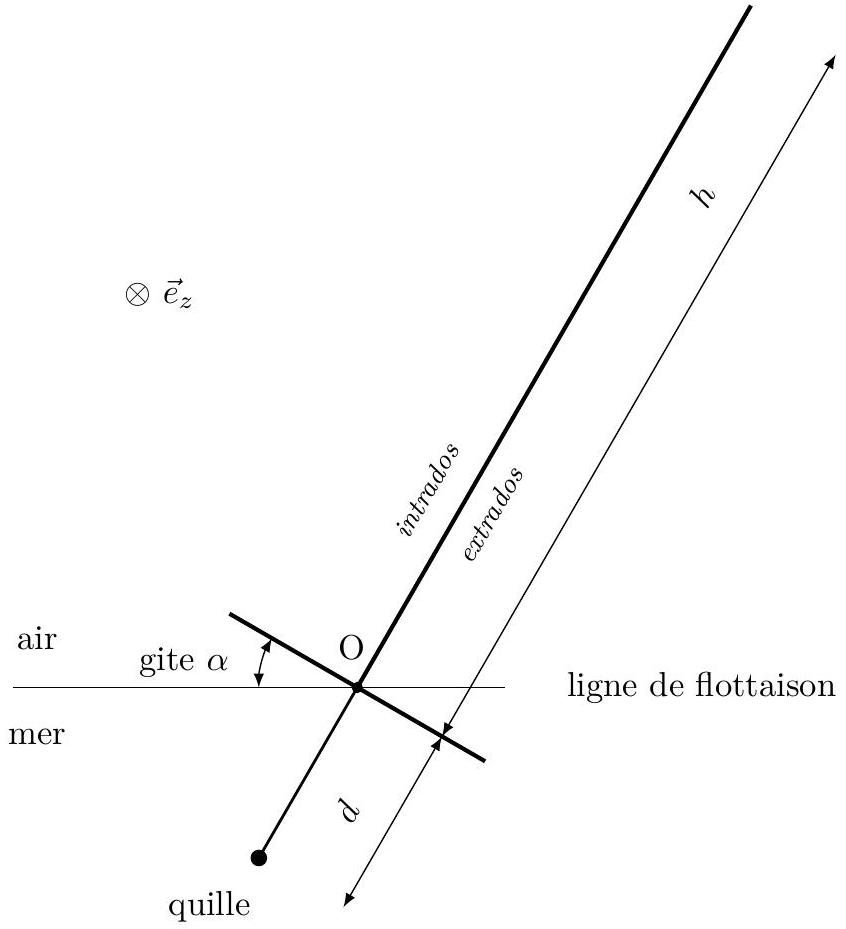 h
⊗ e⃗_z
intrados
extrados
O
air
gite α
ligne de flottaison
mer
d
quille